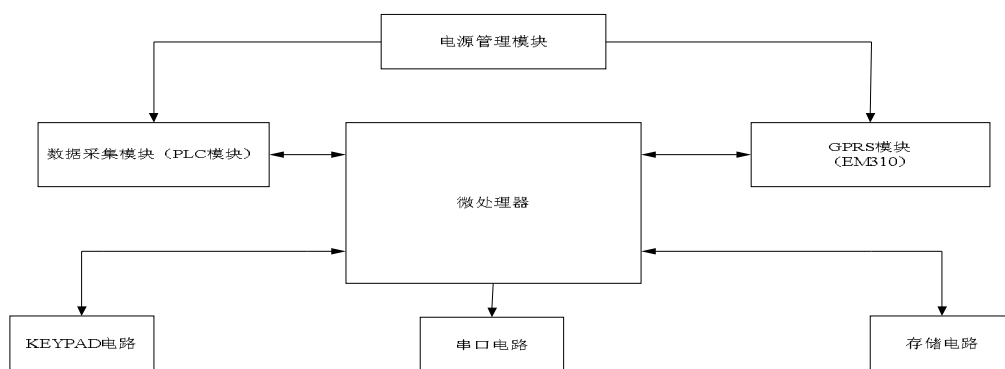 电源管理模块
数据采集模块（PLC模块）
GPRS模块
（EM310）
微处理器
KEYPAD电路
串口电路
存储电路